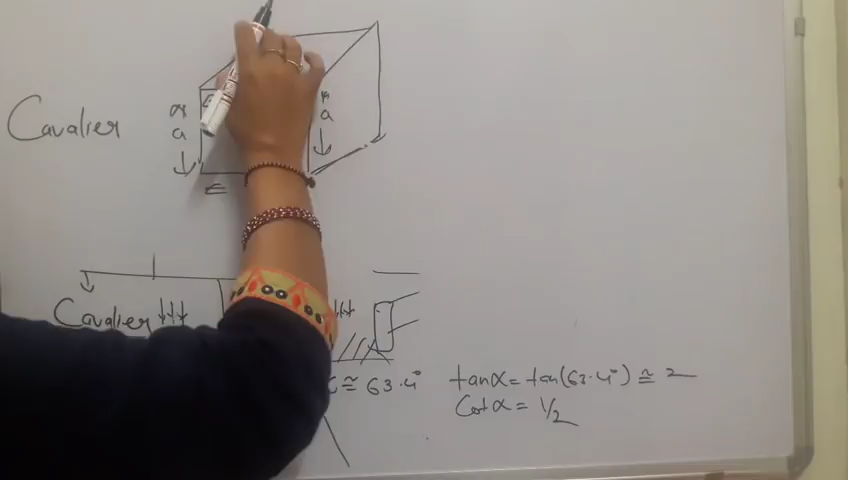 Cavalier
a
a
Cavalier
≅ 63.4°
tanα = tan(63.4°) ≅ 2
Cotα = 1/2